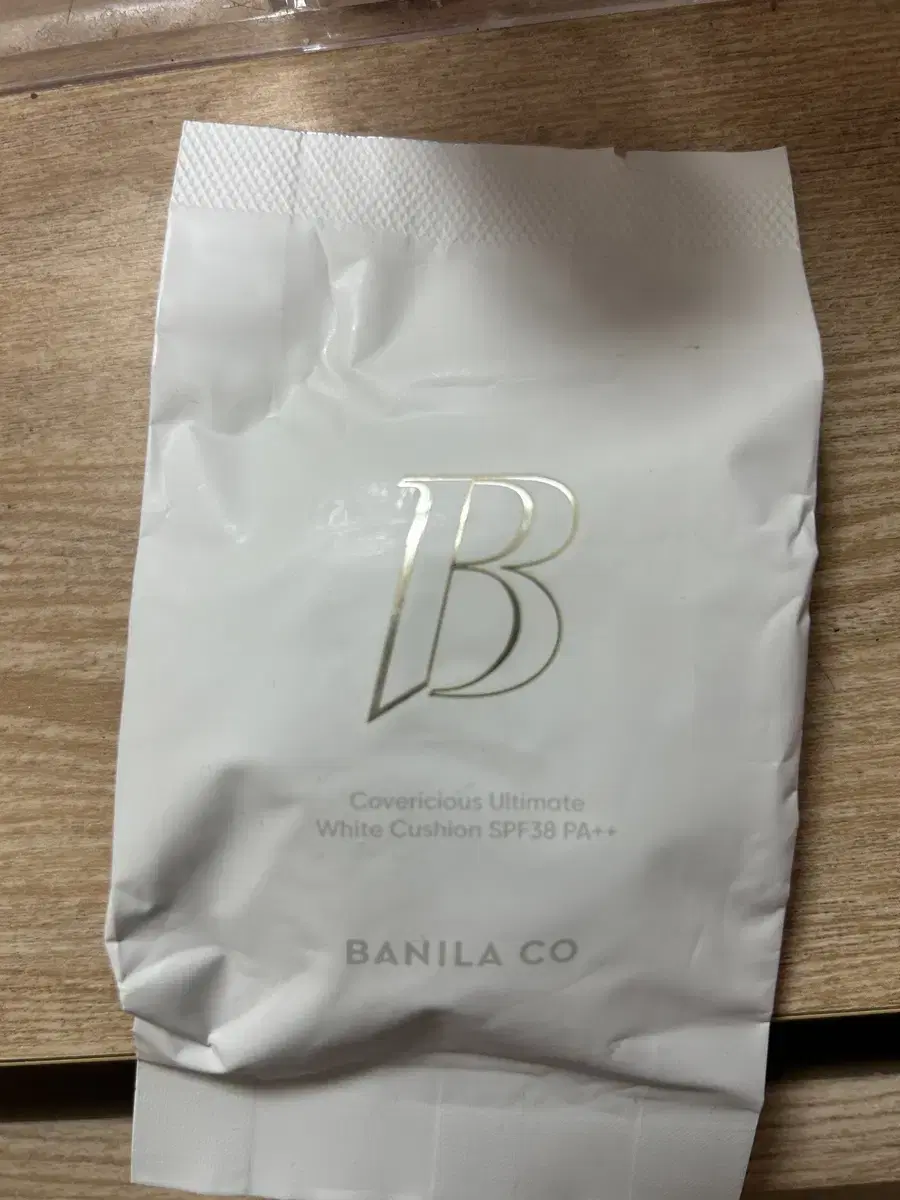 B
Covericious Ultimate
White Cushion SPF38 PA++
BANILA CO